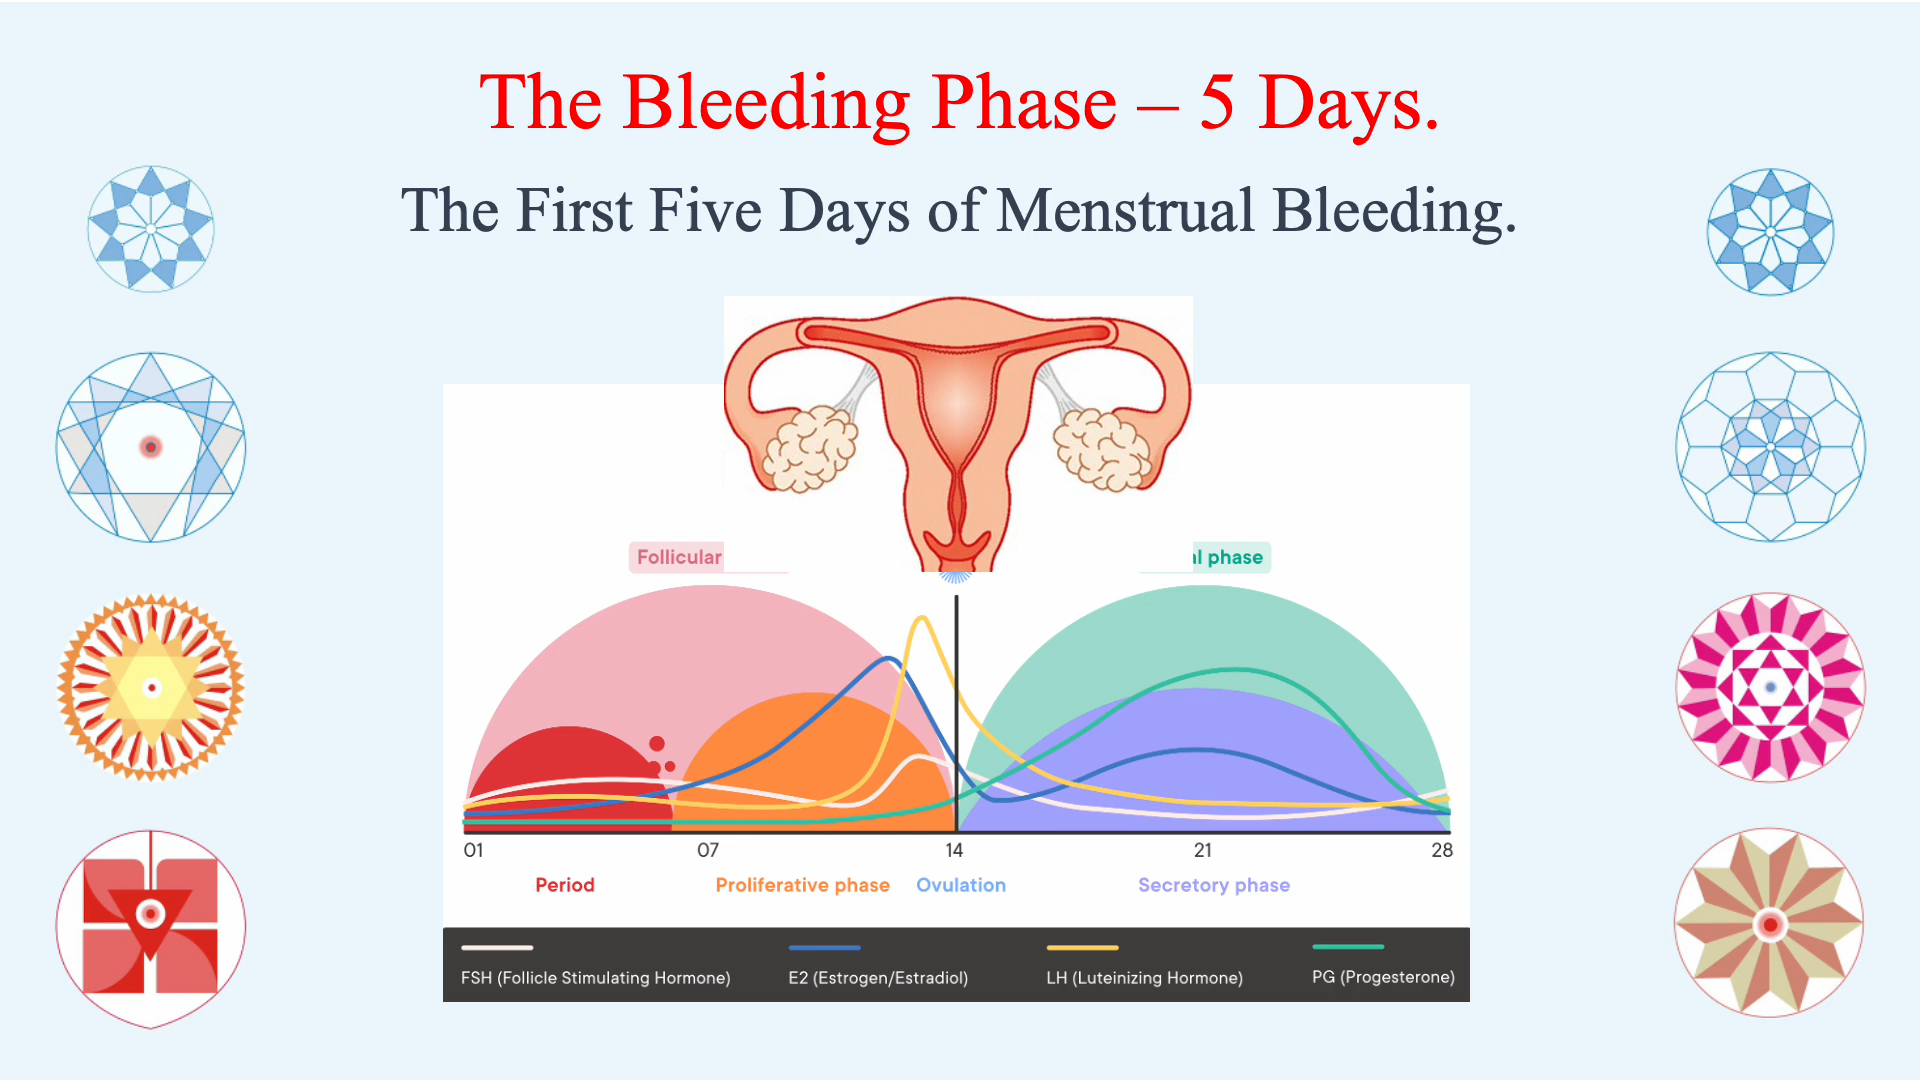 The Bleeding Phase – 5 Days.
The First Five Days of Menstrual Bleeding.
Follicular
phase
01 07 14 21 28
Period Proliferative phase Ovulation Secretory phase
FSH (Follicle Stimulating Hormone) E2 (Estrogen/Estradiol) LH (Luteinizing Hormone) PG (Progesterone)